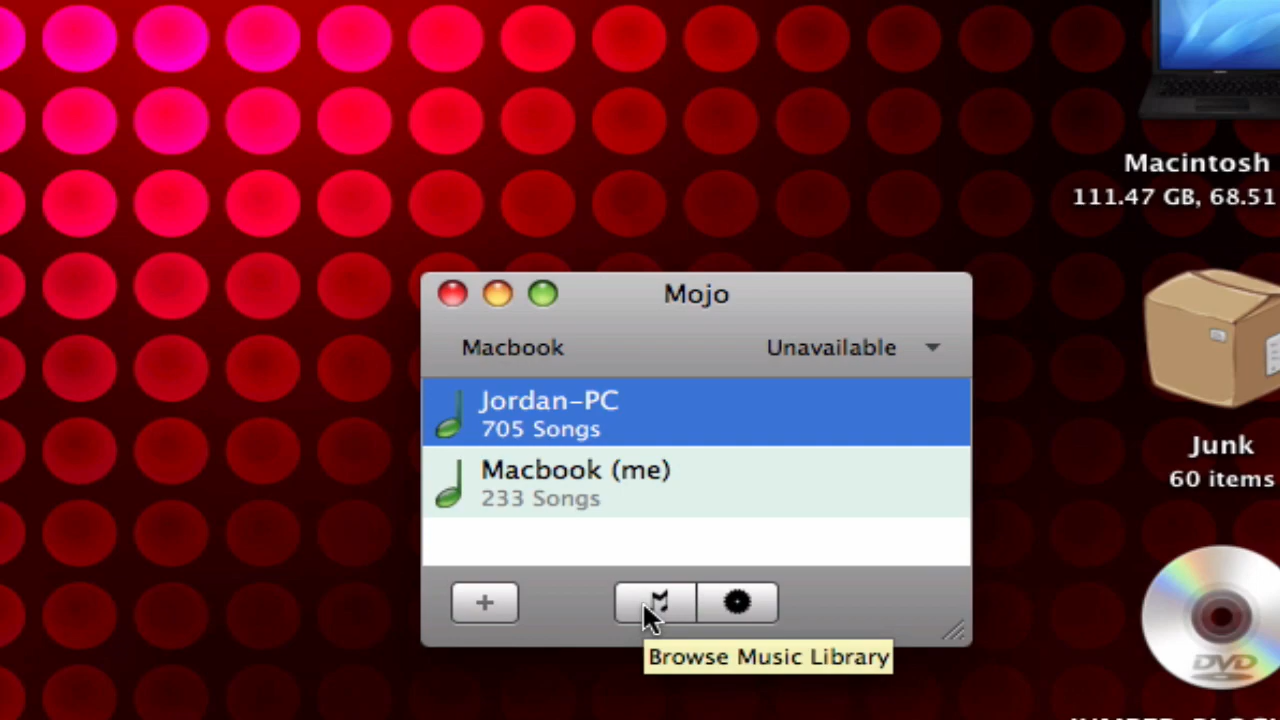 Macintosh
111.47 GB, 68.51
Mojo
Macbook
Unavailable
Jordan-PC
705 Songs
Macbook (me)
233 Songs
Browse Music Library
Junk
60 items
DVD